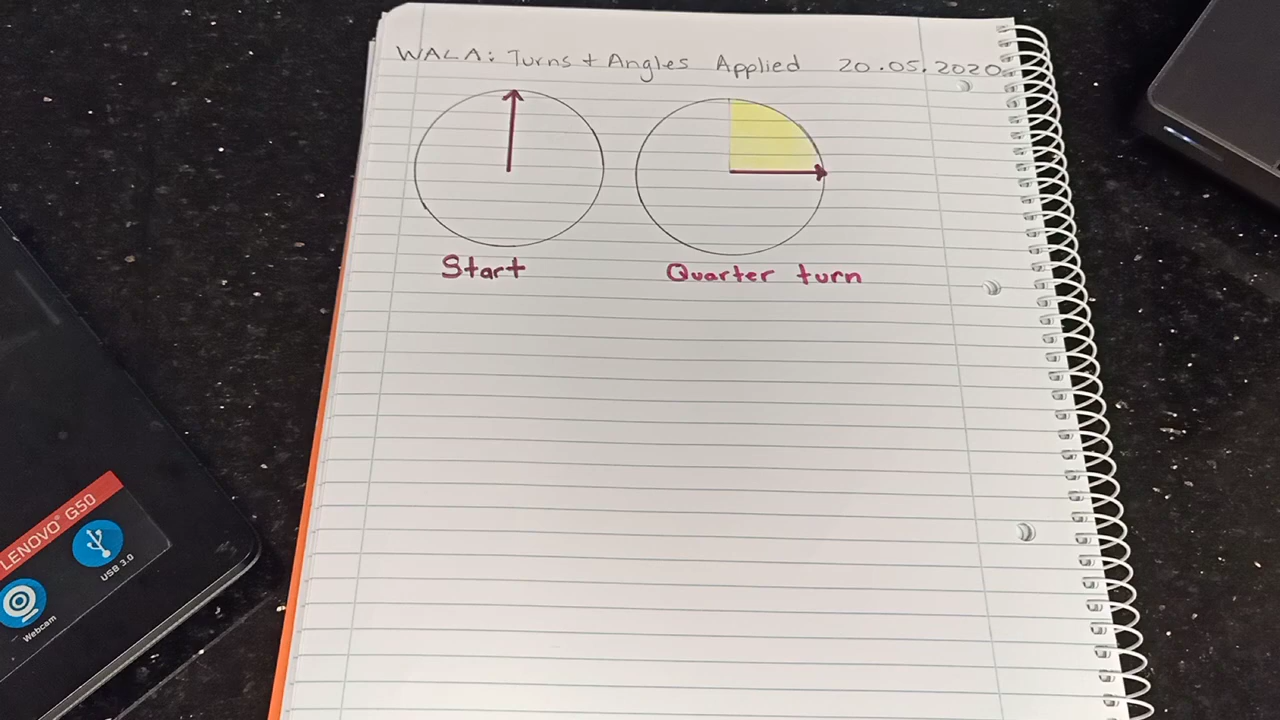 WALA: Turns + Angles Applied 20.05.2020
Start
Quarter turn
LENOVO® G50
USB 3.0
Webcam